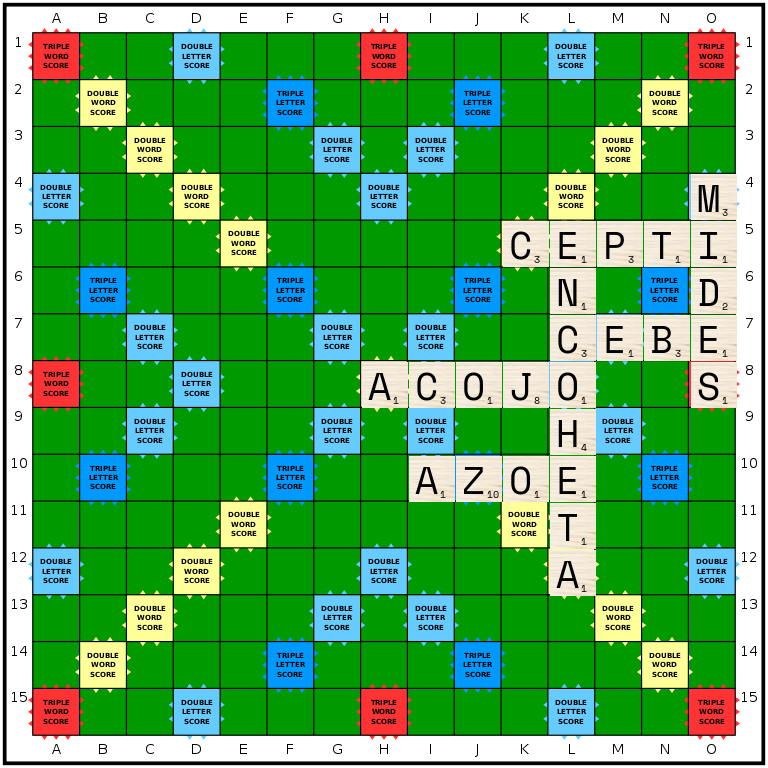 A B C D E F G H I J K L M N O
1 TRIPLE DOUBLE TRIPLE DOUBLE TRIPLE 1
WORD LETTER WORD LETTER WORD
SCORE SCORE SCORE SCORE SCORE
2 DOUBLE TRIPLE TRIPLE DOUBLE 2
WORD LETTER LETTER WORD
SCORE SCORE SCORE SCORE
3 DOUBLE DOUBLE DOUBLE DOUBLE 3
WORD LETTER LETTER WORD
SCORE SCORE SCORE SCORE
4 DOUBLE DOUBLE DOUBLE DOUBLE 4
LETTER WORD LETTER WORD M3
SCORE SCORE SCORE SCORE
5 DOUBLE 5
WORD C3 E1 P3 T1 I1
SCORE
6 TRIPLE TRIPLE TRIPLE TRIPLE 6
LETTER LETTER LETTER N1 LETTER D2
SCORE SCORE SCORE SCORE
7 DOUBLE DOUBLE DOUBLE 7
LETTER LETTER LETTER C3 E1 B3 E1
SCORE SCORE SCORE
8 TRIPLE DOUBLE 8
WORD LETTER A1 C3 O1 J8 O1 S1
SCORE SCORE
9 DOUBLE DOUBLE DOUBLE DOUBLE 9
LETTER LETTER LETTER H4 LETTER
SCORE SCORE SCORE SCORE
10 TRIPLE TRIPLE TRIPLE 10
LETTER LETTER A1 Z10 O1 E1 LETTER
SCORE SCORE SCORE
11 DOUBLE DOUBLE 11
WORD WORD T1
SCORE SCORE
12 DOUBLE DOUBLE DOUBLE DOUBLE 12
LETTER WORD LETTER A1 LETTER
SCORE SCORE SCORE SCORE
13 DOUBLE DOUBLE DOUBLE DOUBLE 13
WORD LETTER LETTER WORD
SCORE SCORE SCORE SCORE
14 DOUBLE TRIPLE TRIPLE DOUBLE 14
WORD LETTER LETTER WORD
SCORE SCORE SCORE SCORE
15 TRIPLE DOUBLE TRIPLE DOUBLE TRIPLE 15
WORD LETTER WORD LETTER WORD
SCORE SCORE SCORE SCORE SCORE
A B C D E F G H I J K L M N O